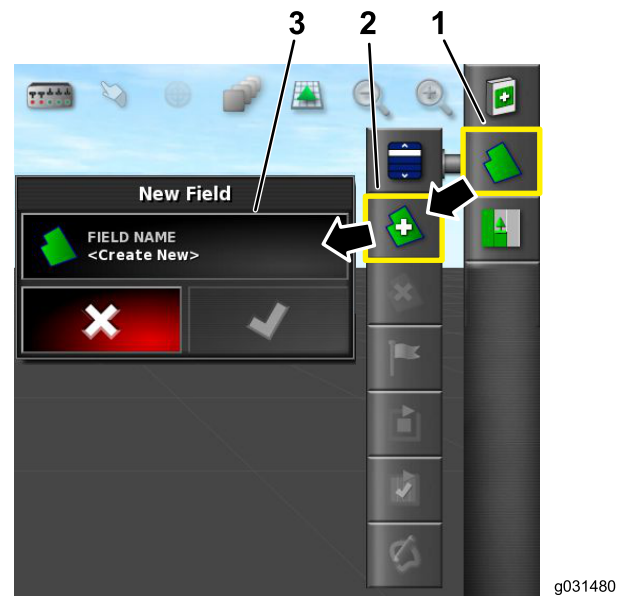 3 2 1
New Field
FIELD NAME
<Create New>
g031480